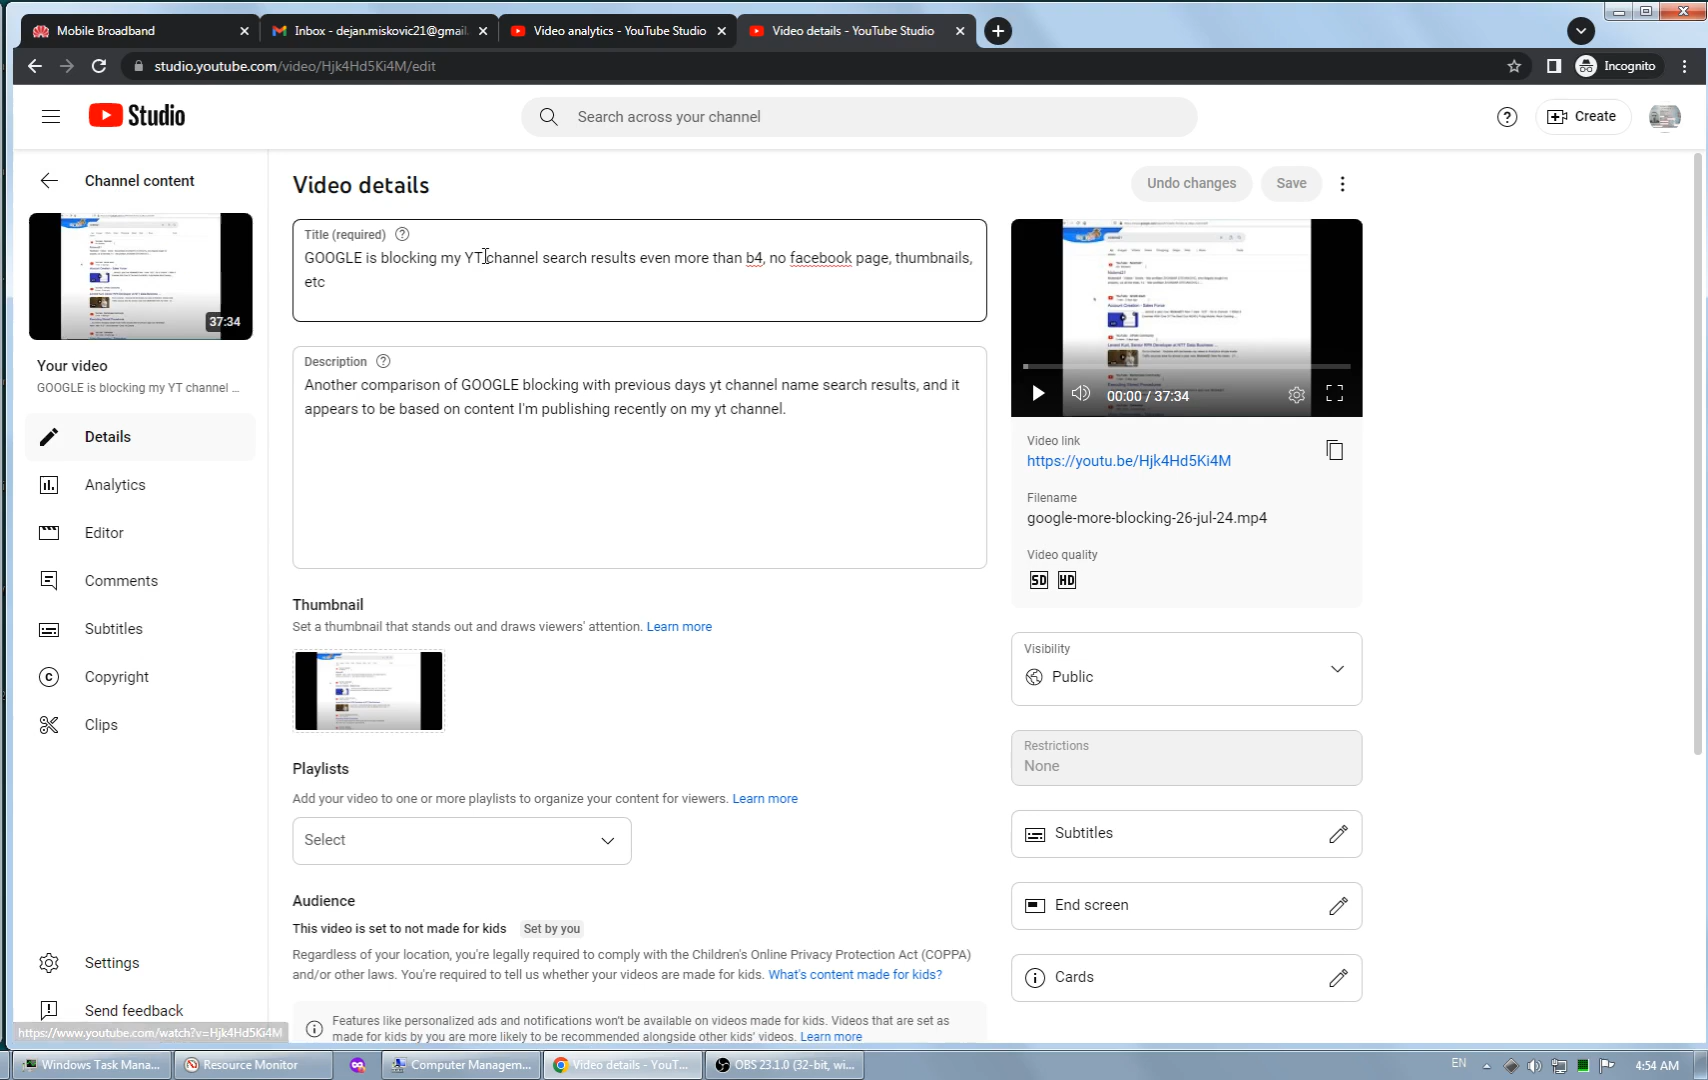 Mobile Broadband
Inbox - dejan.miskovic21@gmail.
Video analytics - YouTube Studio
Video details - YouTube Studio
studio.youtube.com/video/Hjk4Hd5Ki4M/edit
Incognito
Studio
Search across your channel
Create
Channel content
37:34
Your video
GOOGLE is blocking my YT channel ...
Details
Analytics
Editor
Comments
Subtitles
Copyright
Clips
Settings
Send feedback
https://www.youtube.com/watch?v=Hjk4Hd5Ki4M
Video details
Undo changes
Save
Title (required)
GOOGLE is blocking my YT channel search results even more than b4, no facebook page, thumbnails,
etc
Description
Another comparison of GOOGLE blocking with previous days yt channel name search results, and it
appears to be based on content I'm publishing recently on my yt channel.
Thumbnail
Set a thumbnail that stands out and draws viewers' attention. Learn more
Playlists
Add your video to one or more playlists to organize your content for viewers. Learn more
Select
Audience
This video is set to not made for kids Set by you
Regardless of your location, you're legally required to comply with the Children's Online Privacy Protection Act (COPPA)
and/or other laws. You're required to tell us whether your videos are made for kids. What's content made for kids?
Features like personalized ads and notifications won't be available on videos made for kids. Videos that are set as
made for kids by you are more likely to be recommended alongside other kids' videos. Learn more
00:00 / 37:34
Video link
https://youtu.be/Hjk4Hd5Ki4M
Filename
google-more-blocking-26-jul-24.mp4
Video quality
SD HD
Visibility
Public
Restrictions
None
Subtitles
End screen
Cards
Windows Task Mana...
Resource Monitor
Computer Managem...
Video details - YouT...
OBS 23.1.0 (32-bit, wi...
EN
4:54 AM